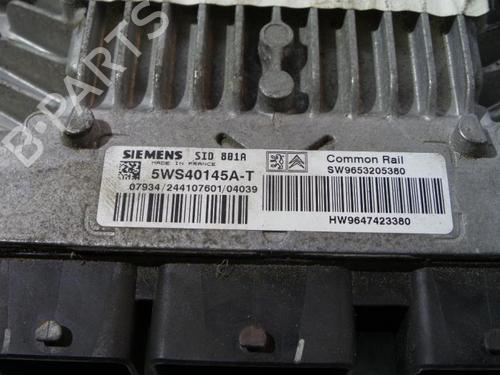 B-PARTS
SIEMENS SID 801A
MADE IN FRANCE
5WS40145A-T
07934/244107601/04039
Common Rail
SW9653205380
HW9647423380